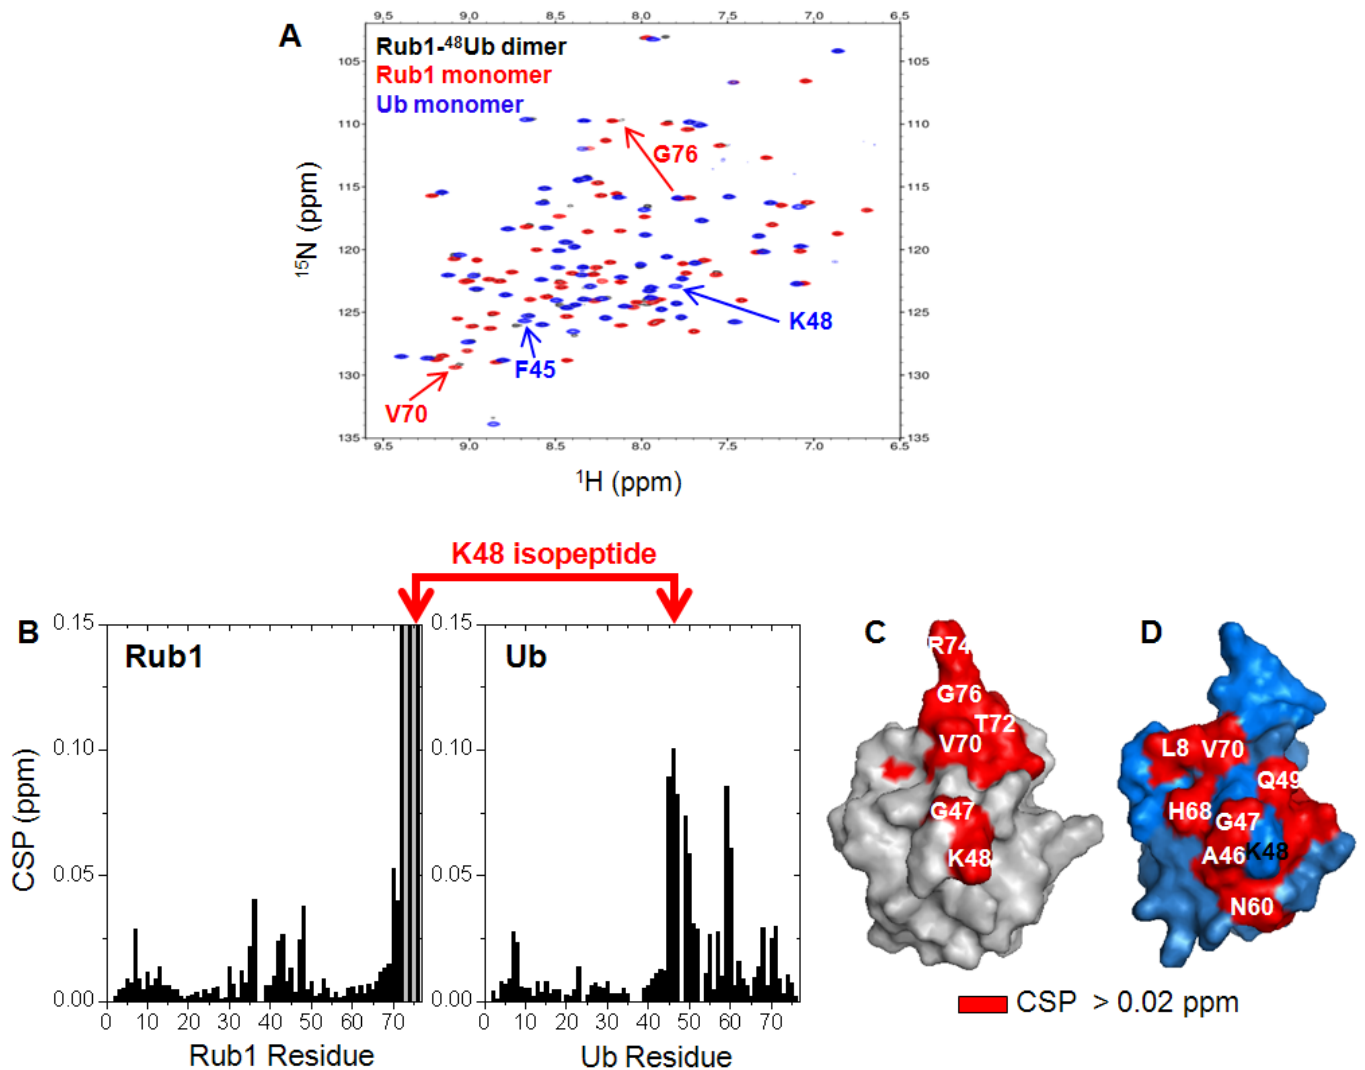 A
9.5 9.0 8.5 8.0 7.5 7.0 6.5
Rub1-⁴⁸Ub dimer
Rub1 monomer
Ub monomer
105 105
110 110
115 115
120 120
125 125
130 130
135 135
G76
K48
F45
V70
¹⁵N (ppm)
9.5 9.0 8.5 8.0 7.5 7.0 6.5
¹H (ppm)
K48 isopeptide
B
0.15
0.10
0.05
0.00
Rub1
0 10 20 30 40 50 60 70
Rub1 Residue
CSP (ppm)
0.15
0.10
0.05
0.00
Ub
0 10 20 30 40 50 60 70
Ub Residue
C
R74
G76
T72
V70
G47
K48
D
L8 V70
Q49
H68 G47
A46 K48
N60
CSP > 0.02 ppm